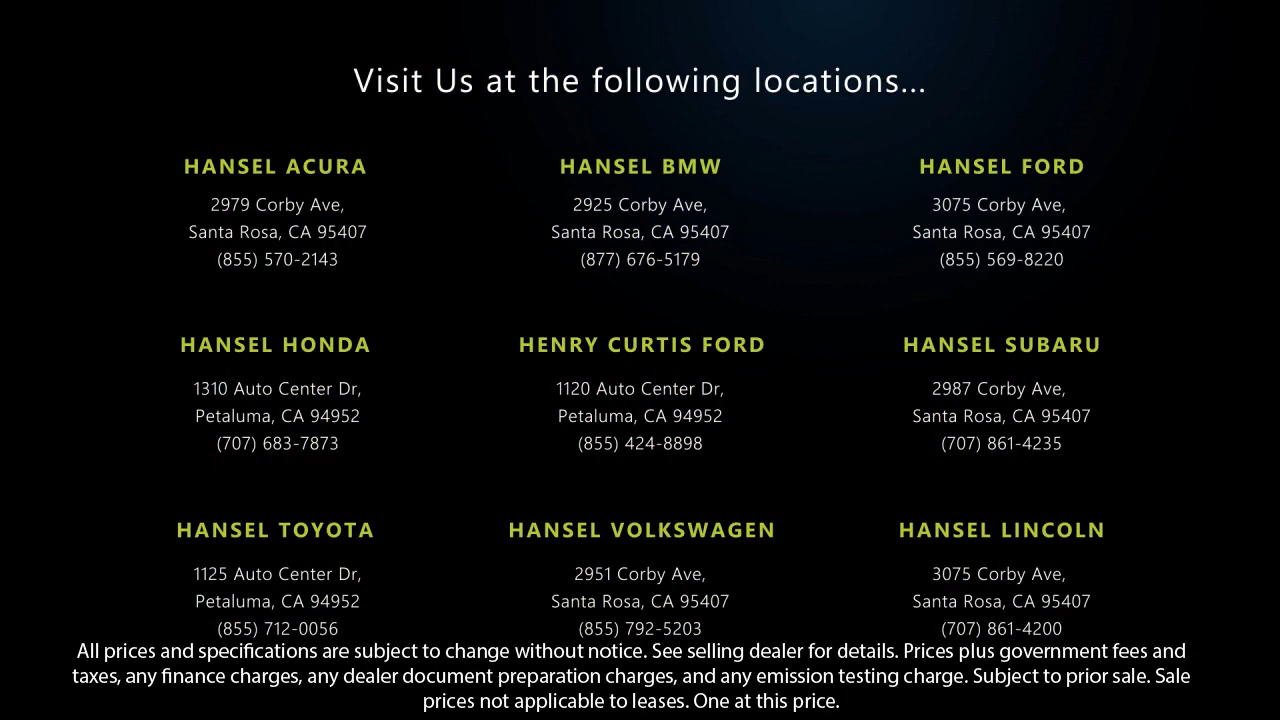 Visit Us at the following locations...
HANSEL ACURA
2979 Corby Ave,
Santa Rosa, CA 95407
(855) 570-2143
HANSEL BMW
2925 Corby Ave,
Santa Rosa, CA 95407
(877) 676-5179
HANSEL FORD
3075 Corby Ave,
Santa Rosa, CA 95407
(855) 569-8220
HANSEL HONDA
1310 Auto Center Dr,
Petaluma, CA 94952
(707) 683-7873
HENRY CURTIS FORD
1120 Auto Center Dr,
Petaluma, CA 94952
(855) 424-8898
HANSEL SUBARU
2987 Corby Ave,
Santa Rosa, CA 95407
(707) 861-4235
HANSEL TOYOTA
1125 Auto Center Dr,
Petaluma, CA 94952
(855) 712-0056
HANSEL VOLKSWAGEN
2951 Corby Ave,
Santa Rosa, CA 95407
(855) 792-5203
HANSEL LINCOLN
3075 Corby Ave,
Santa Rosa, CA 95407
(707) 861-4200
All prices and specifications are subject to change without notice. See selling dealer for details. Prices plus government fees and
taxes, any finance charges, any dealer document preparation charges, and any emission testing charge. Subject to prior sale. Sale
prices not applicable to leases. One at this price.